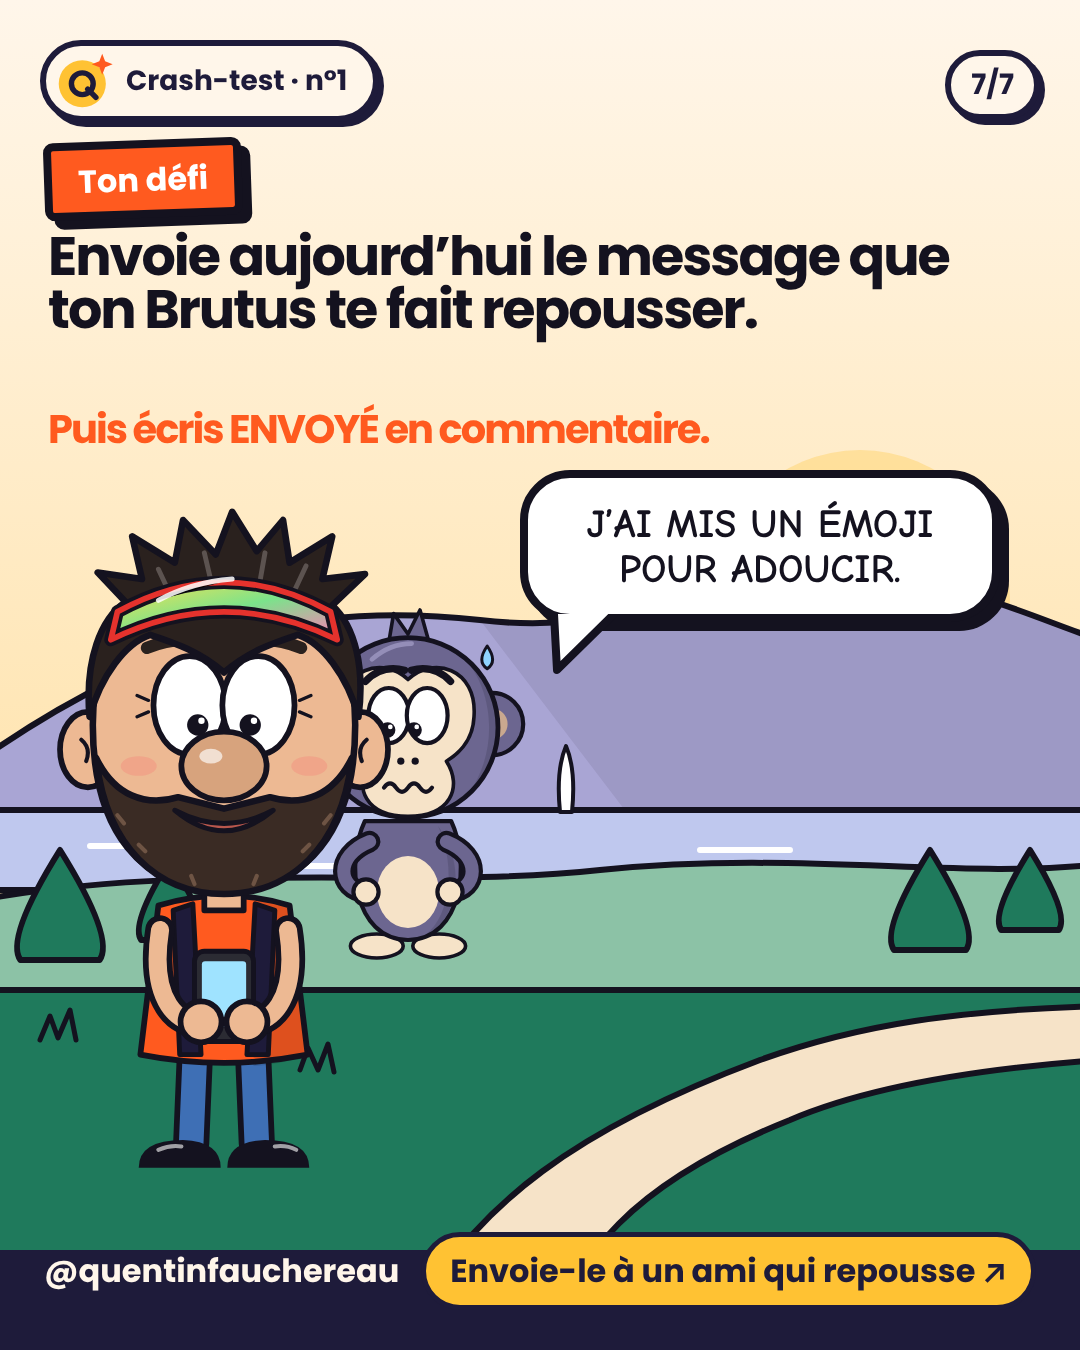 Q
Crash-test · n°1
7/7
Ton défi
Envoie aujourd’hui le message que
ton Brutus te fait repousser.
Puis écris ENVOYÉ en commentaire.
J’AI MIS UN ÉMOJI
POUR ADOUCIR.
@quentinfauchereau
Envoie-le à un ami qui repousse ↗